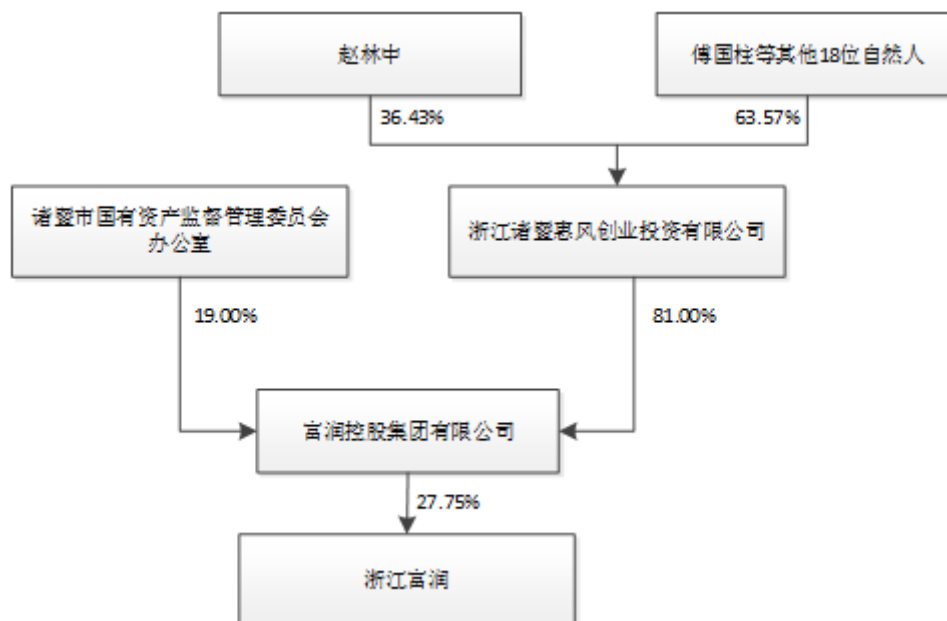 赵林中
傅国柱等其他18位自然人
36.43%
63.57%
诸暨市国有资产监督管理委员会
办公室
浙江诸暨惠风创业投资有限公司
19.00%
81.00%
富润控股集团有限公司
27.75%
浙江富润